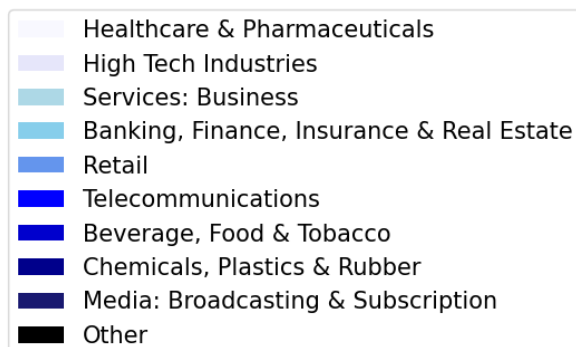 Healthcare & Pharmaceuticals
High Tech Industries
Services: Business
Banking, Finance, Insurance & Real Estate
Retail
Telecommunications
Beverage, Food & Tobacco
Chemicals, Plastics & Rubber
Media: Broadcasting & Subscription
Other